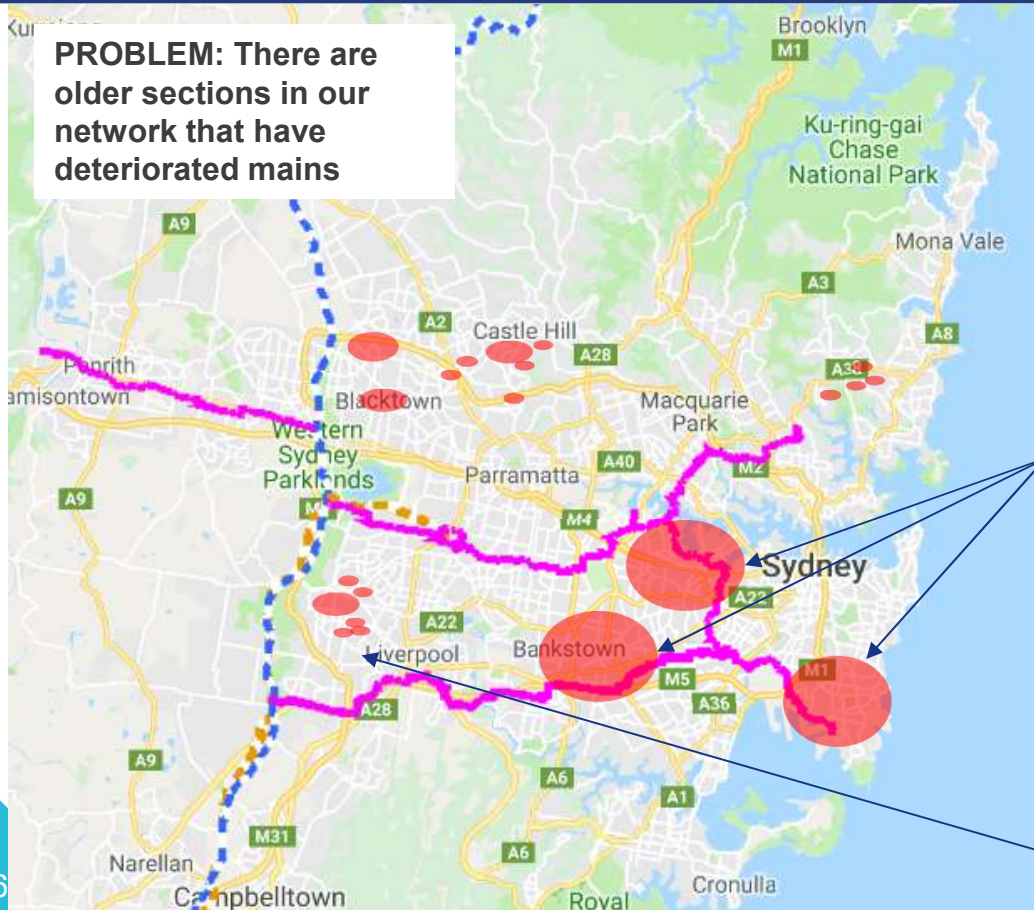 Brooklyn
M1
PROBLEM: There are
older sections in our
network that have
deteriorated mains
Ku-ring-gai
Chase
National Park
A9
Mona Vale
A3
A2
Castle Hill
A28
A8
Penrith
Blacktown
Macquarie
Park
Western
Sydney
Parklands
A40
M2
Parramatta
A9
M4
Sydney
A22
A22
Liverpool
Bankstown
M5
M1
A28
A36
A9
A6
A1
M31
A6
Narellan
Cronulla
Campbelltown
Royal
6